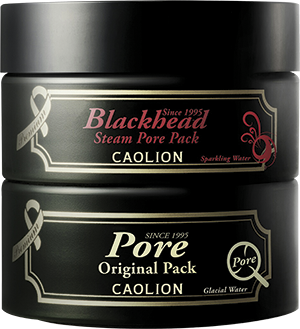 Since 1995
Blackhead
Steam Pore Pack
CAOLION
Sparkling Water
SINCE 1995
Pore
Original Pack
CAOLION
Pore
Glacial Water